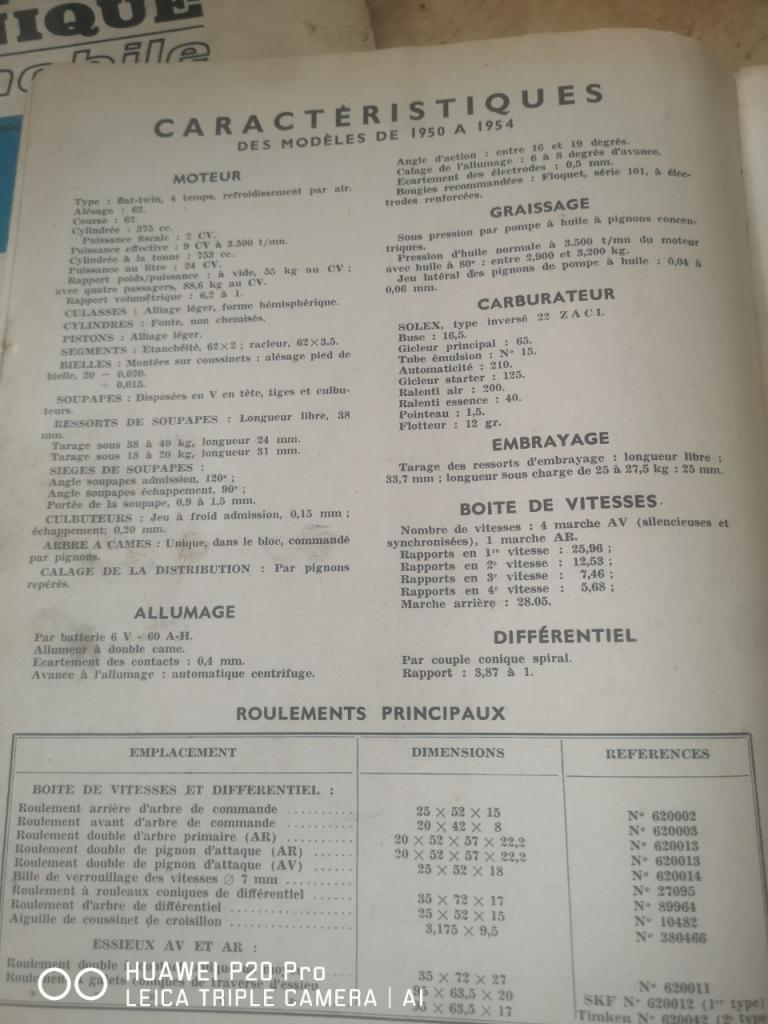 NIQUE
mobile
CARACTÉRISTIQUES
DES MODÈLES DE 1950 A 1954
MOTEUR
Type : flat-twin, 4 temps, refroidissement par air.
Alésage : 62.
Course : 62.
Cylindrée : 375 cc.
Puissance fiscale : 2 CV.
Puissance effective : 9 CV à 3.500 t/mn.
Cylindrée à la tonne : 753 cc.
Puissance au litre : 24 CV.
Rapport poids/puissance : à vide, 55 kg au CV ;
avec quatre passagers, 88,6 kg au CV.
Rapport volumétrique : 6,2 à 1.
CULASSES : Alliage léger, forme hémisphérique.
CYLINDRES : Fonte, non chemisés.
PISTONS : Alliage léger.
SEGMENTS : Etanchéité, 62×2 ; racleur, 62×3,5.
BIELLES : Montées sur coussinets : alésage pied de
bielle, 20 — 0,020.
÷ 0,015.
SOUPAPES : Disposées en V en tête, tiges et culbu-
teurs.
RESSORTS DE SOUPAPES : Longueur libre, 38
mm.
Tarage sous 38 à 40 kg, longueur 24 mm.
Tarage sous 18 à 20 kg, longueur 31 mm.
SIEGES DE SOUPAPES :
Angle soupapes admission, 120° ;
Angle soupapes échappement, 90° ;
Portée de la soupape, 0,9 à 1,5 mm.
CULBUTEURS : Jeu à froid admission, 0,15 mm ;
échappement; 0,20 mm.
ARBRE A CAMES : Unique, dans le bloc, commandé
par pignons.
CALAGE DE LA DISTRIBUTION : Par pignons
repérés.
ALLUMAGE
Par batterie 6 V - 60 A-H.
Allumeur à double came.
Ecartement des contacts : 0,4 mm.
Avance à l'allumage : automatique centrifuge.
Angle d'action : entre 16 et 19 degrés.
Calage de l'allumage : 6 à 8 degrés d'avance.
Ecartement des électrodes : 0,5 mm.
Bougies recommandées : Floquet, série 101, à élec-
trodes renforcées.
GRAISSAGE
Sous pression par pompe à huile à pignons concen-
triques.
Pression d'huile normale à 3.500 t/mn du moteur
avec huile à 80° : entre 2,900 et 3,200 kg.
Jeu latéral des pignons de pompe à huile : 0,04 à
0,06 mm.
CARBURATEUR
SOLEX, type inversé 22 Z A C I.
Buse : 16,5.
Gicleur principal : 65.
Tube émulsion : N° 15.
Automaticité : 210.
Gicleur starter : 125.
Ralenti air : 200.
Ralenti essence : 40.
Pointeau : 1,5.
Flotteur : 12 gr.
EMBRAYAGE
Tarage des ressorts d'embrayage : longueur libre :
33,7 mm ; longueur sous charge de 25 à 27,5 kg : 25 mm.
BOITE DE VITESSES
Nombre de vitesses : 4 marche AV (silencieuses et
synchronisées), 1 marche AR.
Rapports en 1re vitesse : 25,96 ;
Rapports en 2e vitesse : 12,53 ;
Rapports en 3e vitesse : 7,46 ;
Rapports en 4e vitesse : 5,68 ;
Marche arrière : 28.05.
DIFFÉRENTIEL
Par couple conique spiral.
Rapport : 3,87 à 1.
ROULEMENTS PRINCIPAUX
EMPLACEMENT DIMENSIONS REFERENCES
BOITE DE VITESSES ET DIFFERENTIEL :
Roulement arrière d'arbre de commande 25 × 52 × 15 N° 620002
Roulement avant d'arbre de commande 20 × 42 × 8 N° 620003
Roulement double d'arbre primaire (AR) 20 × 52 × 57 × 22,2 N° 620013
Roulement double de pignon d'attaque (AR) 20 × 52 × 57 × 22,2 N° 620013
Roulement double de pignon d'attaque (AV) 25 × 52 × 18 N° 620014
Bille de verrouillage des vitesses ∅ 7 mm N° 27095
Roulement à rouleaux coniques de différentiel 35 × 72 × 17 N° 89964
Roulement d'arbre de différentiel 25 × 52 × 15 N° 10482
Aiguille de coussinet de croisillon 3,175 × 9,5 N° 380466
ESSIEUX AV ET AR :
Roulement double 35 × 72 × 27 N° 620011
galets coniques de traverse d'essieu 63,5 × 20 SKF N° 620012 (1re type)
63,5 × 17 Timken N° 620042 (2e type
HUAWEI P20 Pro
LEICA TRIPLE CAMERA | AI